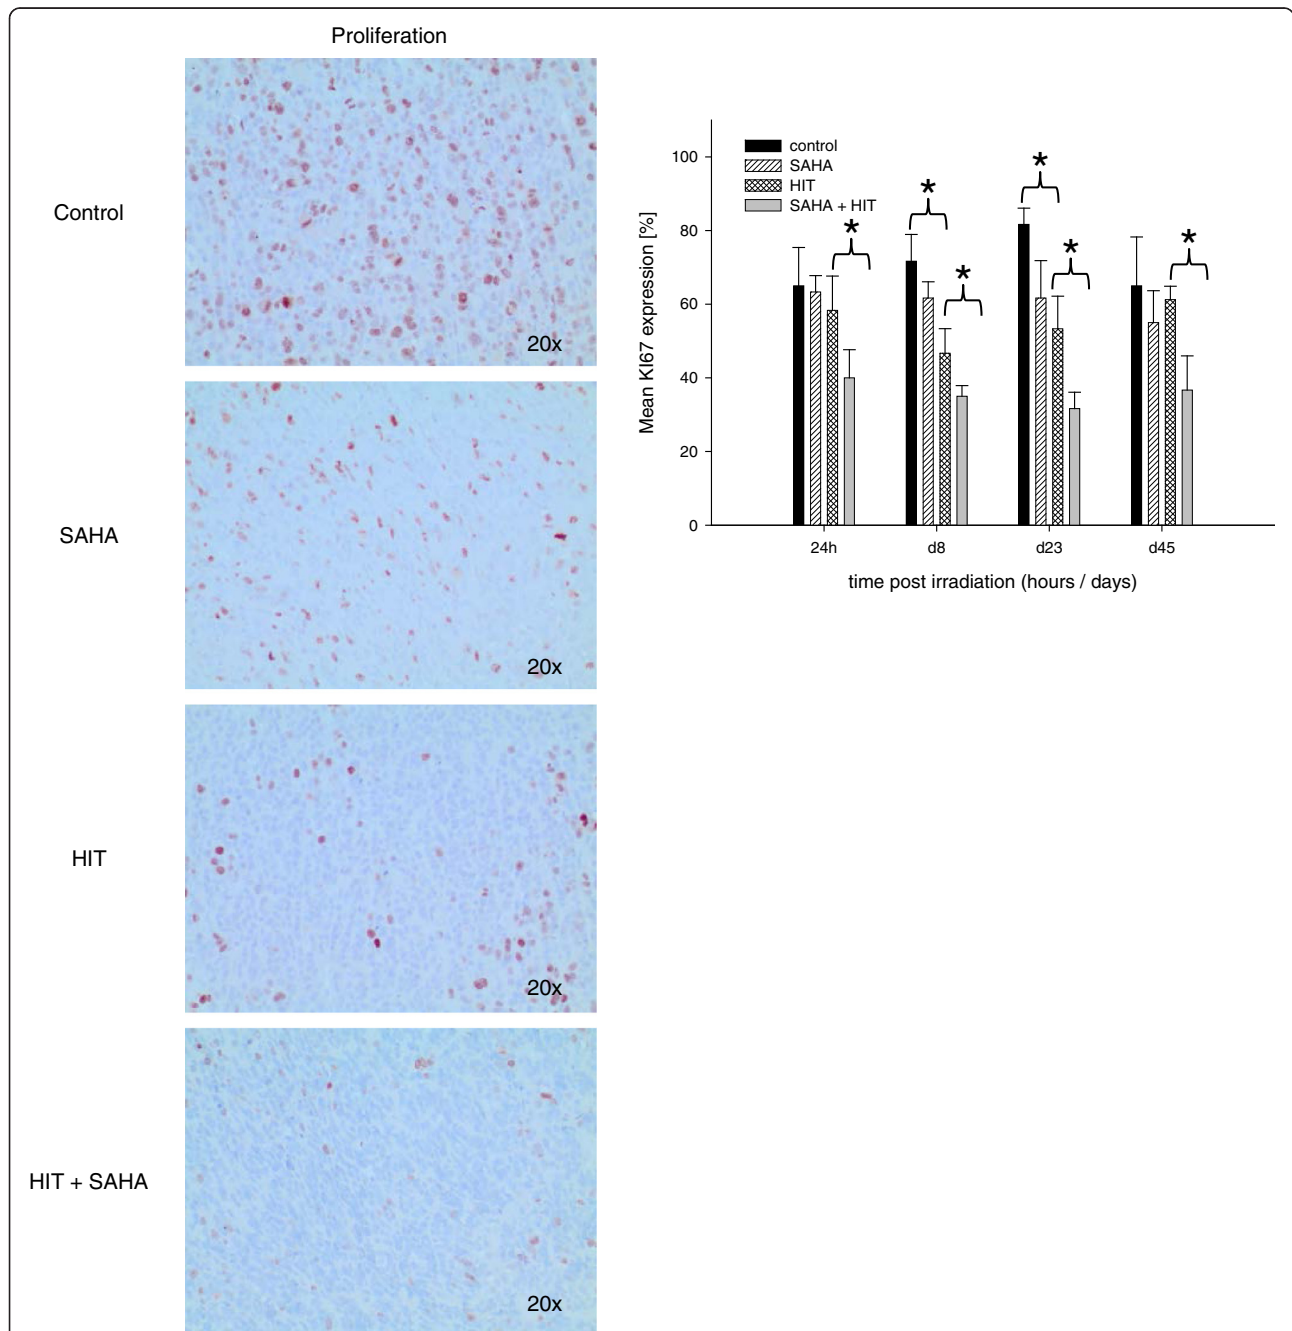 Proliferation
Control
20x
SAHA
20x
HIT
20x
HIT + SAHA
20x
Mean KI67 expression [%]
100
80
60
40
20
0
control
SAHA
HIT
SAHA + HIT
*
*
*
*
*
*
24h d8 d23 d45
time post irradiation (hours / days)